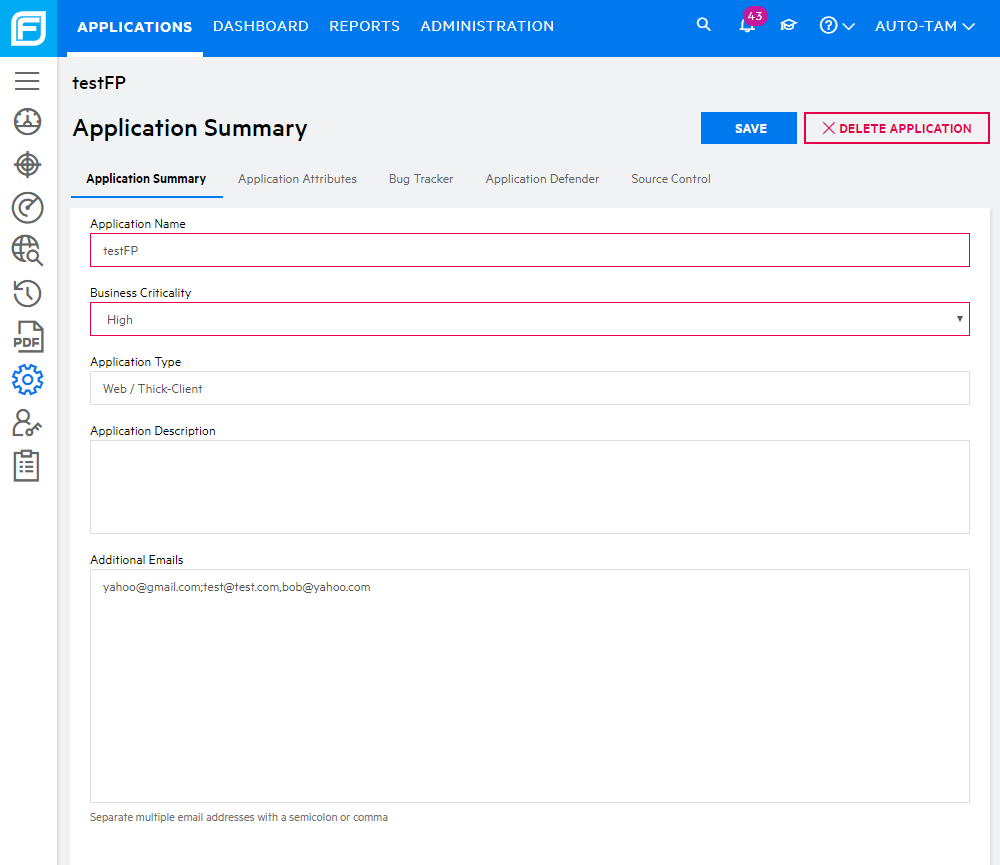 APPLICATIONS DASHBOARD REPORTS ADMINISTRATION 43 AUTO-TAM
testFP
Application Summary SAVE DELETE APPLICATION
Application Summary Application Attributes Bug Tracker Application Defender Source Control
Application Name
testFP
Business Criticality
High
Application Type
Web / Thick-Client
PDF
Application Description
Additional Emails
yahoo@gmail.com;test@test.com,bob@yahoo.com
Separate multiple email addresses with a semicolon or comma